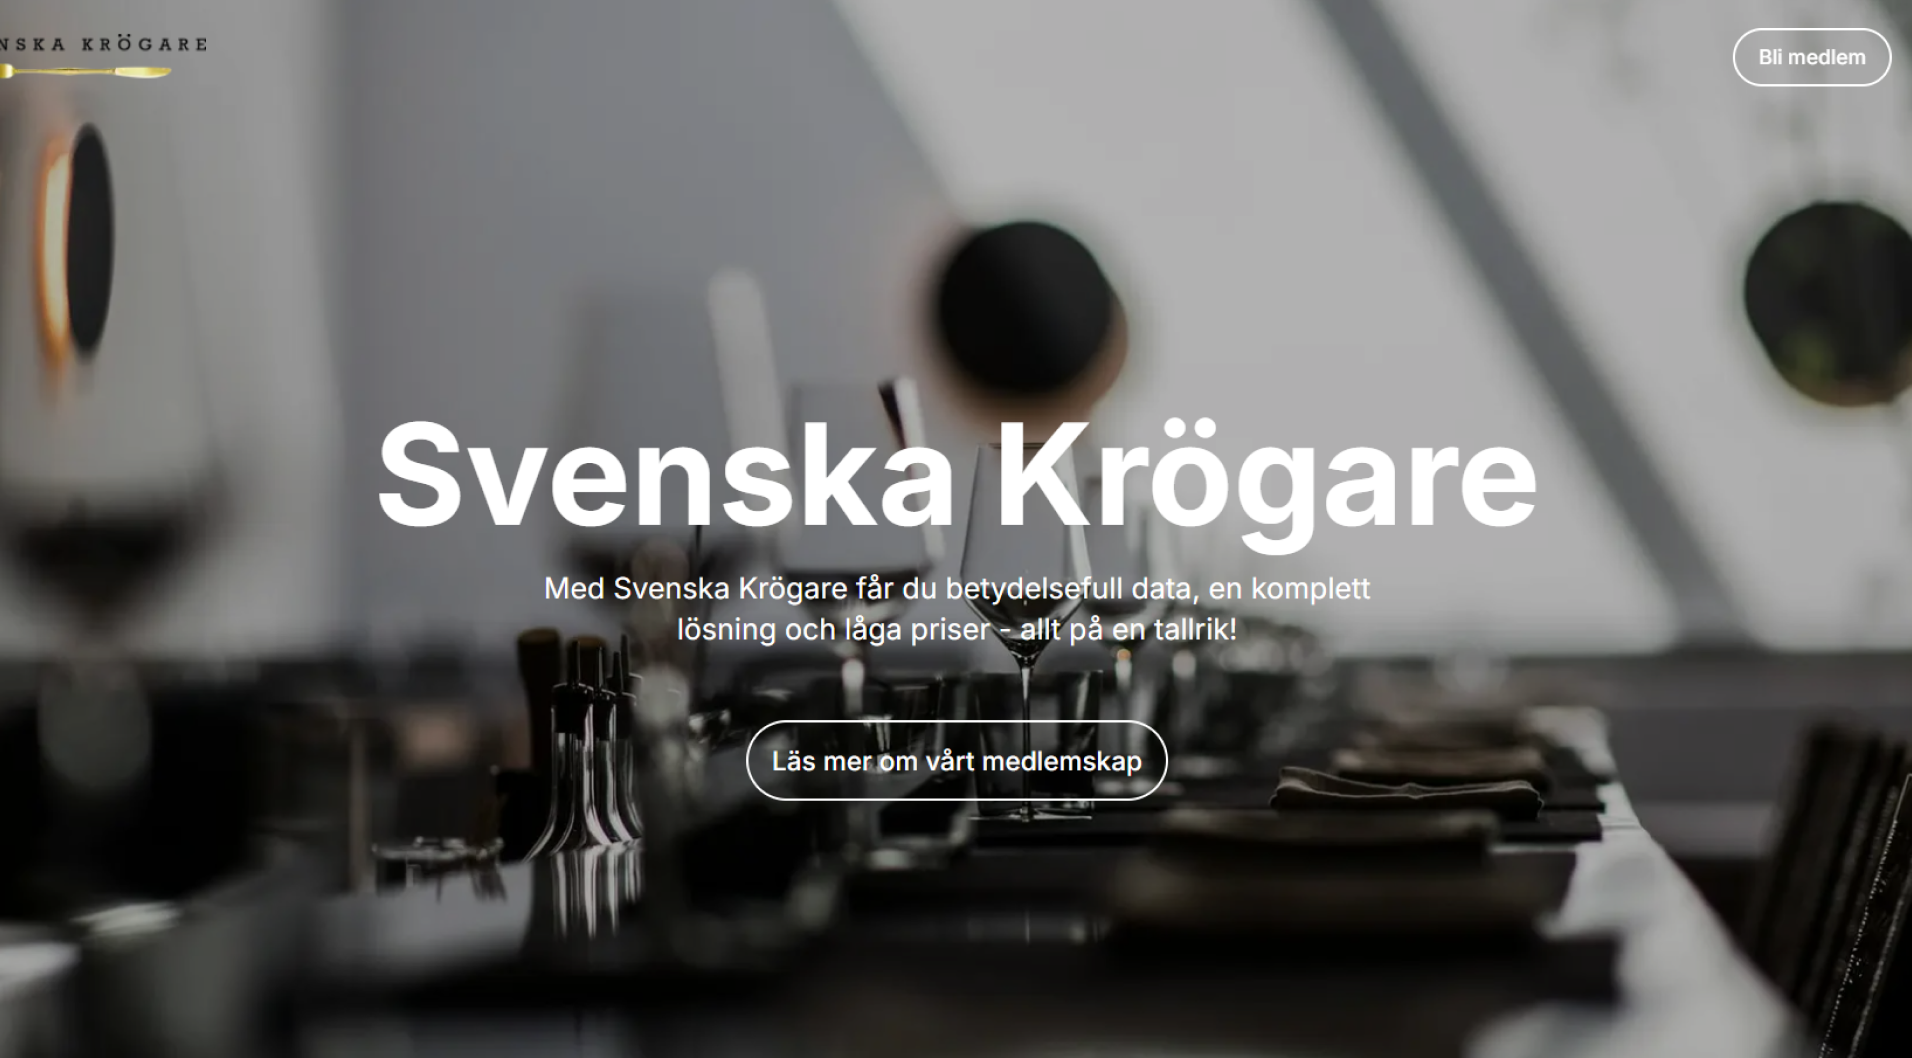 NSKA KRÖGARE
Bli medlem
Svenska Krögare
Med Svenska Krögare får du betydelsefull data, en komplett
lösning och låga priser - allt på en tallrik!
Läs mer om vårt medlemskap